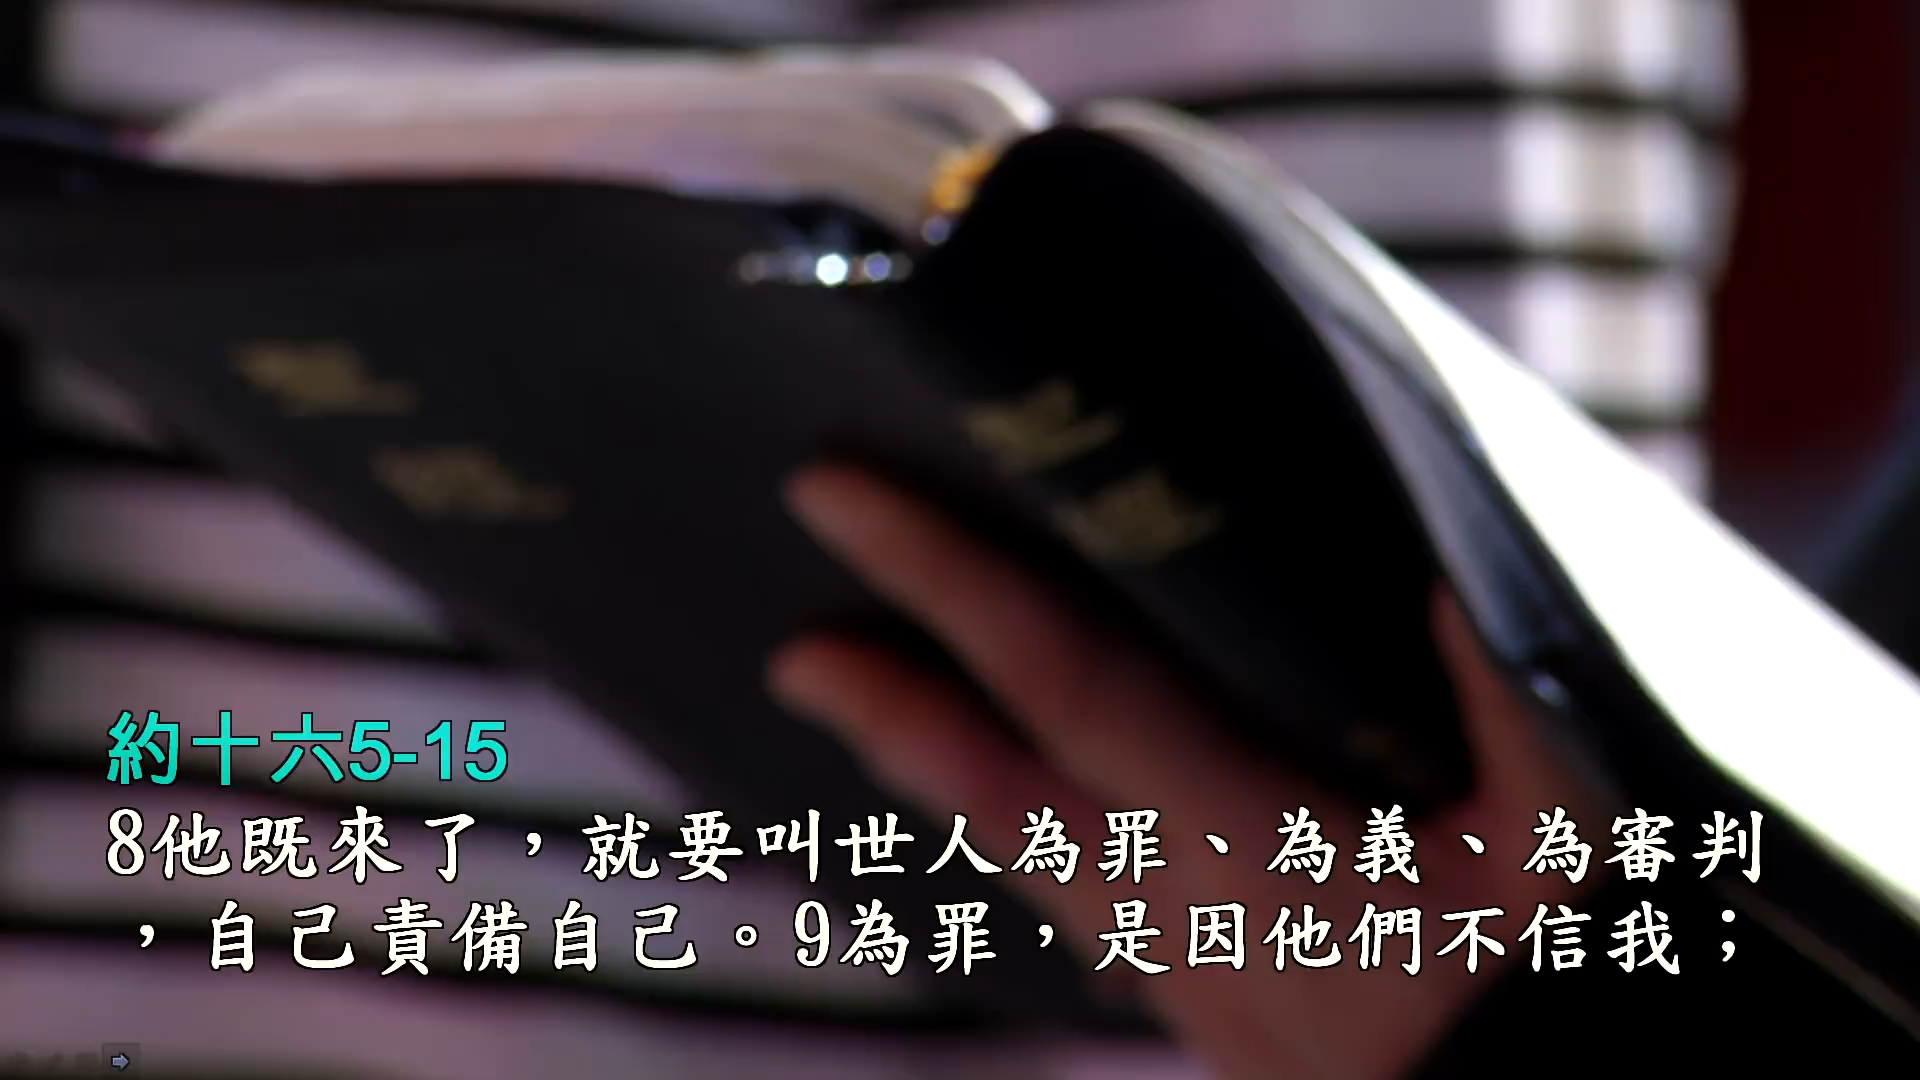 約十六5-15
8他既來了，就要叫世人為罪、為義、為審判
，自己責備自己。9為罪，是因他們不信我；